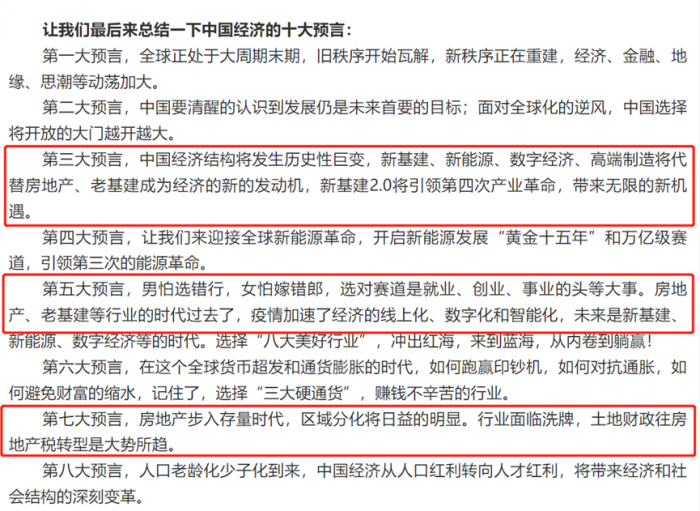 让我们最后来总结一下中国经济的十大预言：
第一大预言，全球正处于大周期末期，旧秩序开始瓦解，新秩序正在重建，经济、金融、地
缘、思潮等动荡加大。
第二大预言，中国要清醒的认识到发展仍是未来首要的目标；面对全球化的逆风，中国选择
将开放的大门越开越大。
第三大预言，中国经济结构将发生历史性巨变，新基建、新能源、数字经济、高端制造将代
替房地产、老基建成为经济的新的发动机，新基建2.0将引领第四次产业革命，带来无限的新机
遇。
第四大预言，让我们来迎接全球新能源革命，开启新能源发展“黄金十五年”和万亿级赛
道，引领第三次的能源革命。
第五大预言，男怕选错行，女怕嫁错郎，选对赛道是就业、创业、事业的头等大事。房地
产、老基建等行业的时代过去了，疫情加速了经济的线上化、数字化和智能化，未来是新基建、
新能源、数字经济等的时代。选择“八大美好行业”，冲出红海，来到蓝海，从内卷到躺赢！
第六大预言，在这个全球货币超发和通货膨胀的时代，如何跑赢印钞机，如何对抗通胀，如
何避免财富的缩水，记住了，选择“三大硬通货”，赚钱不辛苦的行业。
第七大预言，房地产步入存量时代，区域分化将日益的明显。行业面临洗牌，土地财政往房
地产税转型是大势所趋。
第八大预言，人口老龄化少子化到来，中国经济从人口红利转向人才红利，将带来经济和社
会结构的深刻变革。